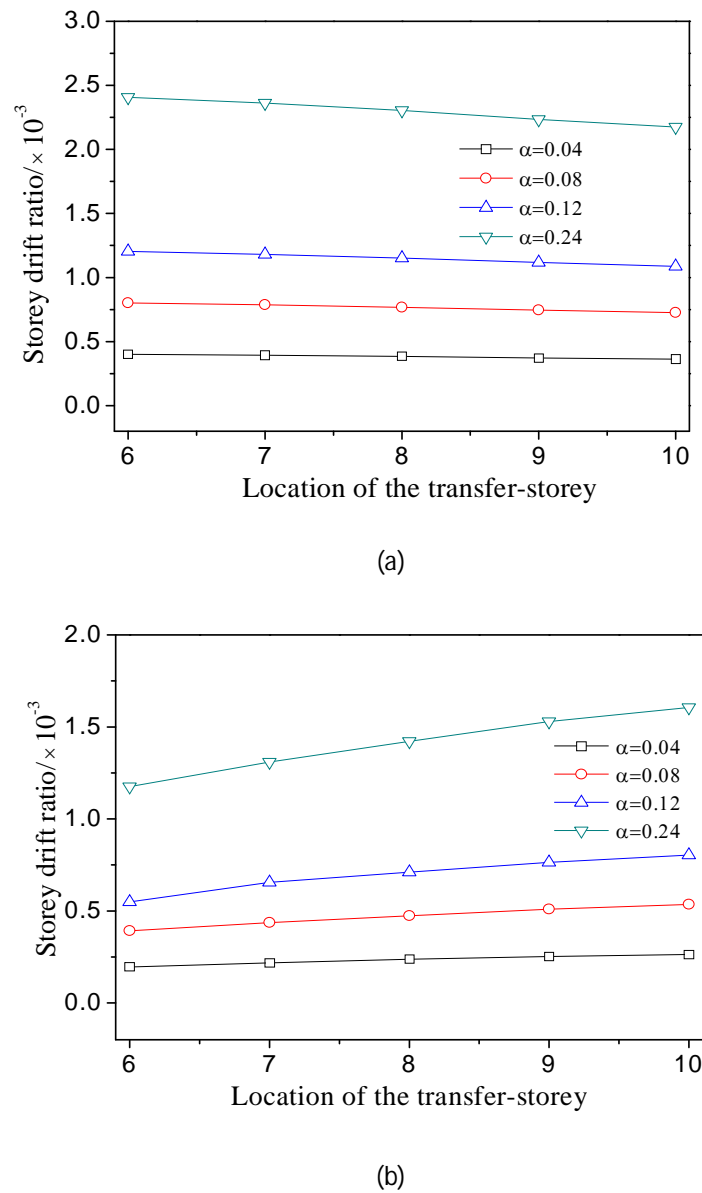 3.0
2.5
2.0
1.5
1.0
0.5
0.0
Storey drift ratio/×10⁻³
α=0.04
α=0.08
α=0.12
α=0.24
6 7 8 9 10
Location of the transfer-storey
(a)
2.0
1.5
1.0
0.5
0.0
Storey drift ratio/×10⁻³
α=0.04
α=0.08
α=0.12
α=0.24
6 7 8 9 10
Location of the transfer-storey
(b)